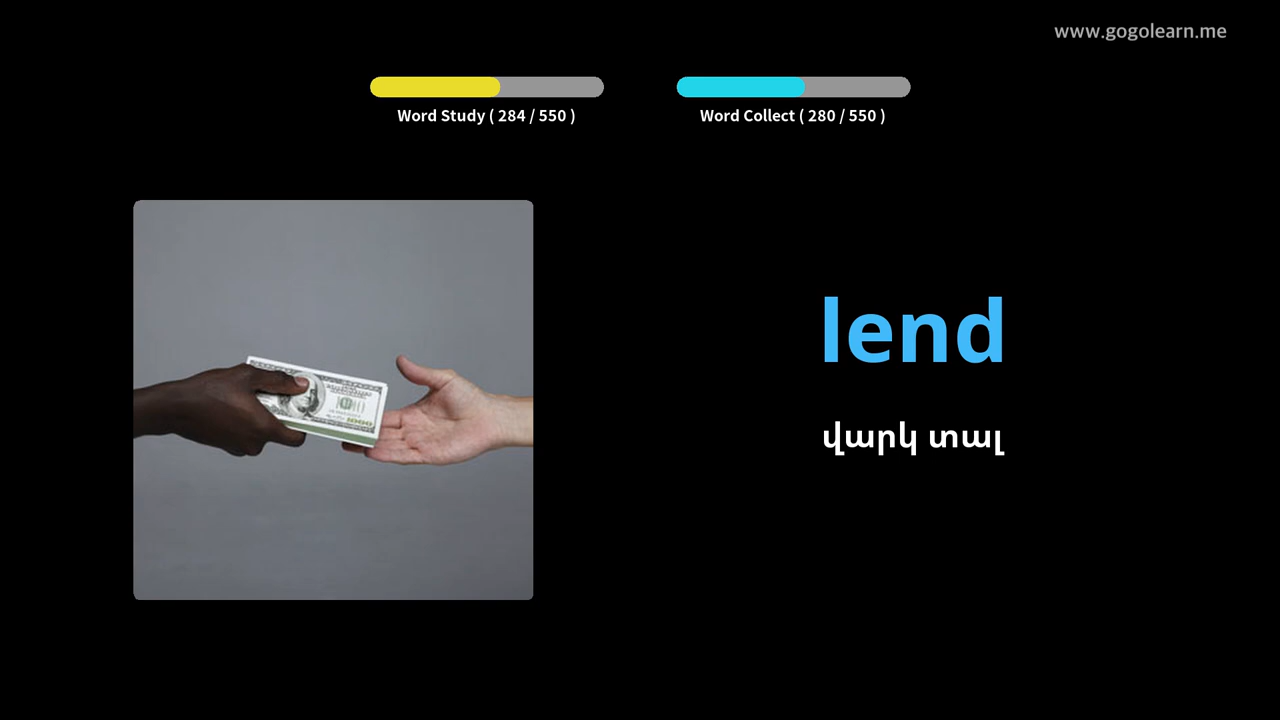 www.gogolearn.me
Word Study ( 284 / 550 )
Word Collect ( 280 / 550 )
lend
վարկ տալ